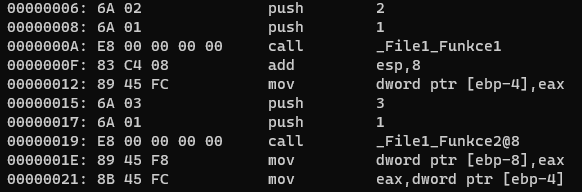 00000006: 6A 02              push        2
00000008: 6A 01              push        1
0000000A: E8 00 00 00 00     call        _File1_Funkce1
0000000F: 83 C4 08           add         esp,8
00000012: 89 45 FC           mov         dword ptr [ebp-4],eax
00000015: 6A 03              push        3
00000017: 6A 01              push        1
00000019: E8 00 00 00 00     call        _File1_Funkce2@8
0000001E: 89 45 F8           mov         dword ptr [ebp-8],eax
00000021: 8B 45 FC           mov         eax,dword ptr [ebp-4]